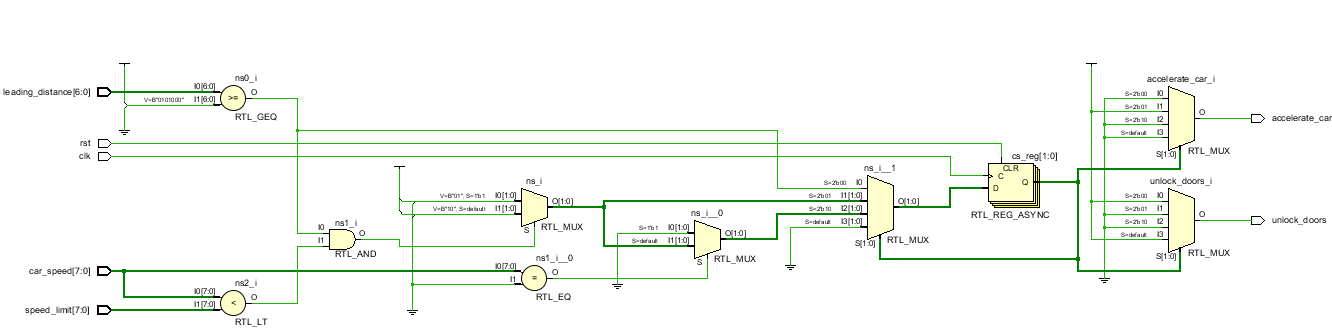 leading_distance[6:0]
ns0_i
I0[6:0]
O
V=B"0101000"
I1[6:0]
RTL_GEQ
rst
clk
ns1_i
I0
O
I1
RTL_AND
car_speed[7:0]
ns2_i
I0[7:0]
O
I1[7:0]
speed_limit[7:0]
RTL_LT
ns_i
V=B"01", S=1'b1
I0[1:0]
O[1:0]
V=B"10", S=default
I1[1:0]
S
RTL_MUX
ns1_i__0
I0[7:0]
O
I1
=
RTL_EQ
ns_i__0
S=1'b1
I0[1:0]
O[1:0]
S=default
I1[1:0]
S
RTL_MUX
ns_i__1
S=2'b00
I0
S=2'b01
I1[1:0]
O[1:0]
S=2'b10
I2[1:0]
S=default
I3[1:0]
S[1:0]
RTL_MUX
cs_reg[1:0]
CLR
C
Q
D
RTL_REG_ASYNC
accelerate_car_i
S=2'b00
I0
S=2'b01
I1
O
S=2'b10
I2
S=default
I3
S[1:0]
RTL_MUX
accelerate_car
unlock_doors_i
S=2'b00
I0
S=2'b01
I1
O
S=2'b10
I2
S=default
I3
S[1:0]
RTL_MUX
unlock_doors
>=
<